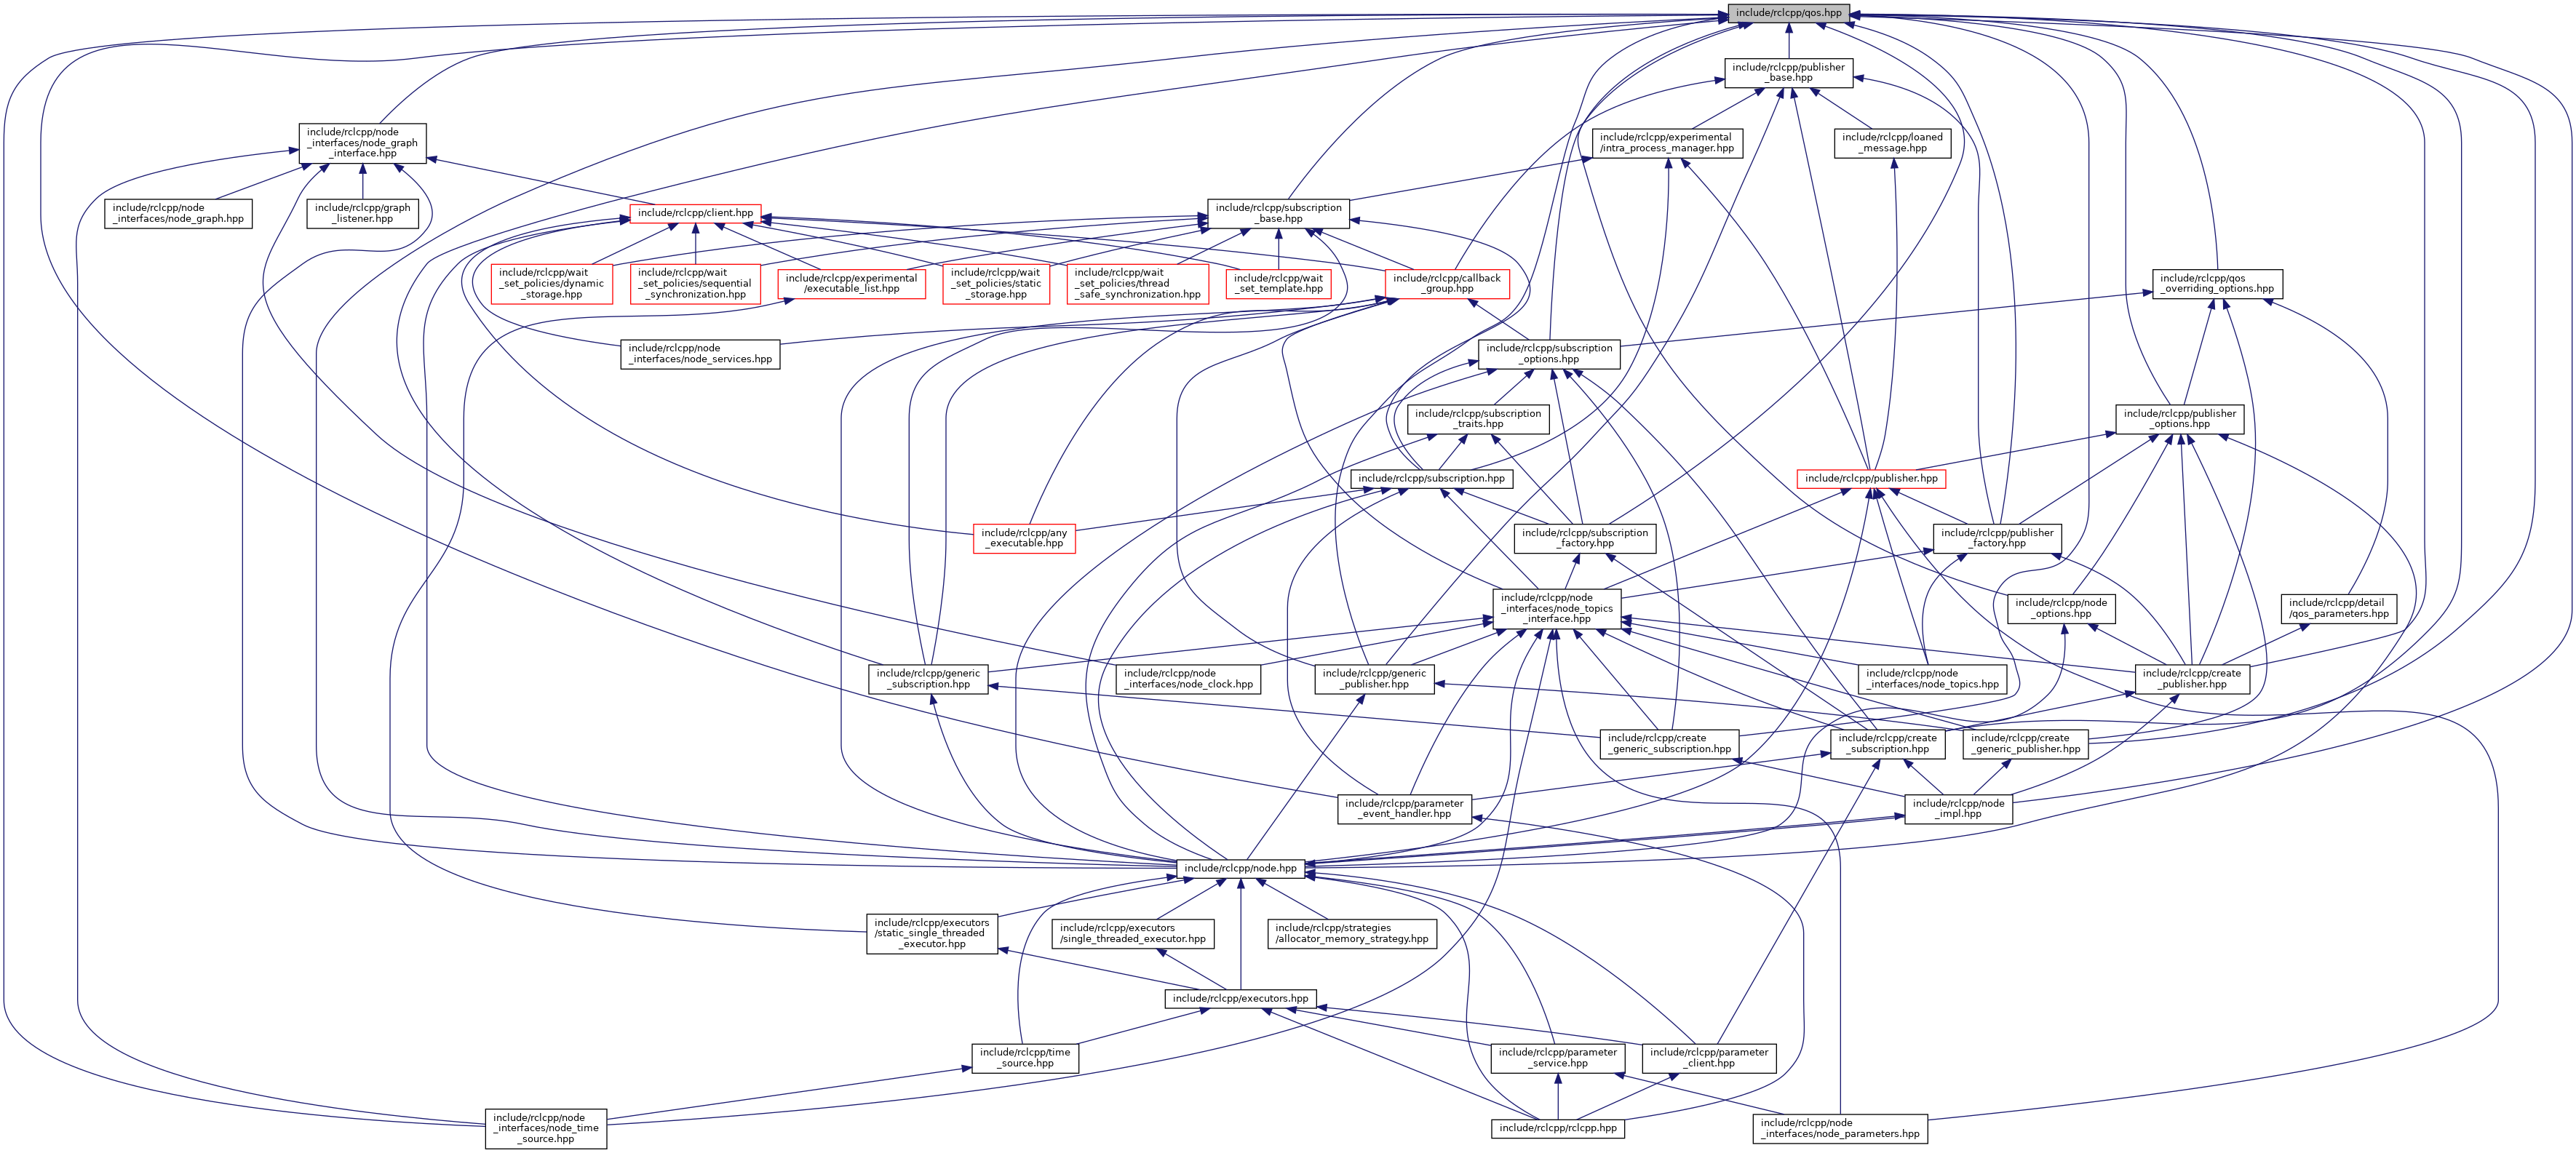 include/rclcpp/qos.hpp
include/rclcpp/publisher
_base.hpp
include/rclcpp/node
_interfaces/node_graph
_interface.hpp
include/rclcpp/experimental
/intra_process_manager.hpp
include/rclcpp/loaned
_message.hpp
include/rclcpp/node
_interfaces/node_graph.hpp
include/rclcpp/graph
_listener.hpp
include/rclcpp/client.hpp
include/rclcpp/subscription
_base.hpp
include/rclcpp/wait
_set_policies/dynamic
_storage.hpp
include/rclcpp/wait
_set_policies/sequential
_synchronization.hpp
include/rclcpp/experimental
/executable_list.hpp
include/rclcpp/wait
_set_policies/static
_storage.hpp
include/rclcpp/wait
_set_policies/thread
_safe_synchronization.hpp
include/rclcpp/wait
_set_template.hpp
include/rclcpp/callback
_group.hpp
include/rclcpp/qos
_overriding_options.hpp
include/rclcpp/node
_interfaces/node_services.hpp
include/rclcpp/subscription
_options.hpp
include/rclcpp/subscription
_traits.hpp
include/rclcpp/publisher
_options.hpp
include/rclcpp/subscription.hpp
include/rclcpp/publisher.hpp
include/rclcpp/any
_executable.hpp
include/rclcpp/subscription
_factory.hpp
include/rclcpp/publisher
_factory.hpp
include/rclcpp/node
_interfaces/node_topics
_interface.hpp
include/rclcpp/node
_options.hpp
include/rclcpp/detail
/qos_parameters.hpp
include/rclcpp/generic
_subscription.hpp
include/rclcpp/node
_interfaces/node_clock.hpp
include/rclcpp/generic
_publisher.hpp
include/rclcpp/node
_interfaces/node_topics.hpp
include/rclcpp/create
_publisher.hpp
include/rclcpp/create
_generic_subscription.hpp
include/rclcpp/create
_subscription.hpp
include/rclcpp/create
_generic_publisher.hpp
include/rclcpp/parameter
_event_handler.hpp
include/rclcpp/node
_impl.hpp
include/rclcpp/node.hpp
include/rclcpp/executors
/static_single_threaded
_executor.hpp
include/rclcpp/executors
/single_threaded_executor.hpp
include/rclcpp/strategies
/allocator_memory_strategy.hpp
include/rclcpp/executors.hpp
include/rclcpp/time
_source.hpp
include/rclcpp/parameter
_service.hpp
include/rclcpp/parameter
_client.hpp
include/rclcpp/node
_interfaces/node_time
_source.hpp
include/rclcpp/rclcpp.hpp
include/rclcpp/node
_interfaces/node_parameters.hpp